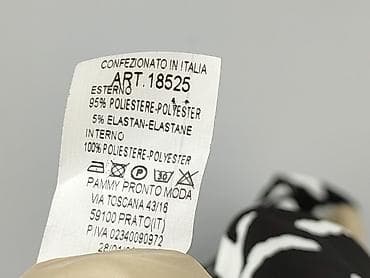 CONFEZIONATO IN ITALIA
ART.18525
ESTERNO
95% POLIESTERE-POLYESTER
5% ELASTAN-ELASTANE
INTERNO
100% POLIESTERE-POLYESTER
P 30
PAMMY PRONTO MODA
VIA TOSCANA 43/16
59100 PRATO(IT)
P.IVA 02340090972